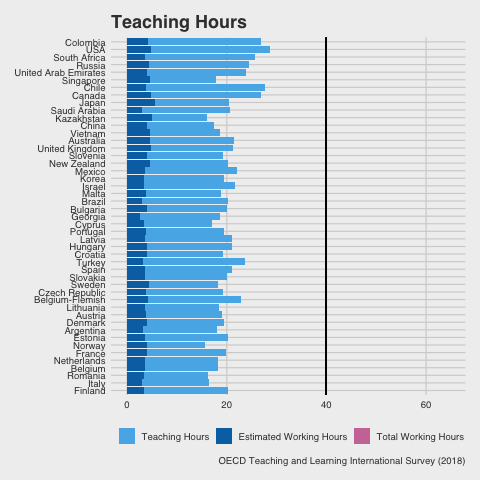 Teaching Hours
Colombia
USA
South Africa
Russia
United Arab Emirates
Singapore
Chile
Canada
Japan
Saudi Arabia
Kazakhstan
China
Vietnam
Australia
United Kingdom
Slovenia
New Zealand
Mexico
Korea
Israel
Malta
Brazil
Bulgaria
Georgia
Cyprus
Portugal
Latvia
Hungary
Croatia
Turkey
Spain
Slovakia
Sweden
Czech Republic
Belgium-Flemish
Lithuania
Austria
Denmark
Argentina
Estonia
Norway
France
Netherlands
Belgium
Romania
Italy
Finland
0 20 40 60
Teaching Hours Estimated Working Hours Total Working Hours
OECD Teaching and Learning International Survey (2018)